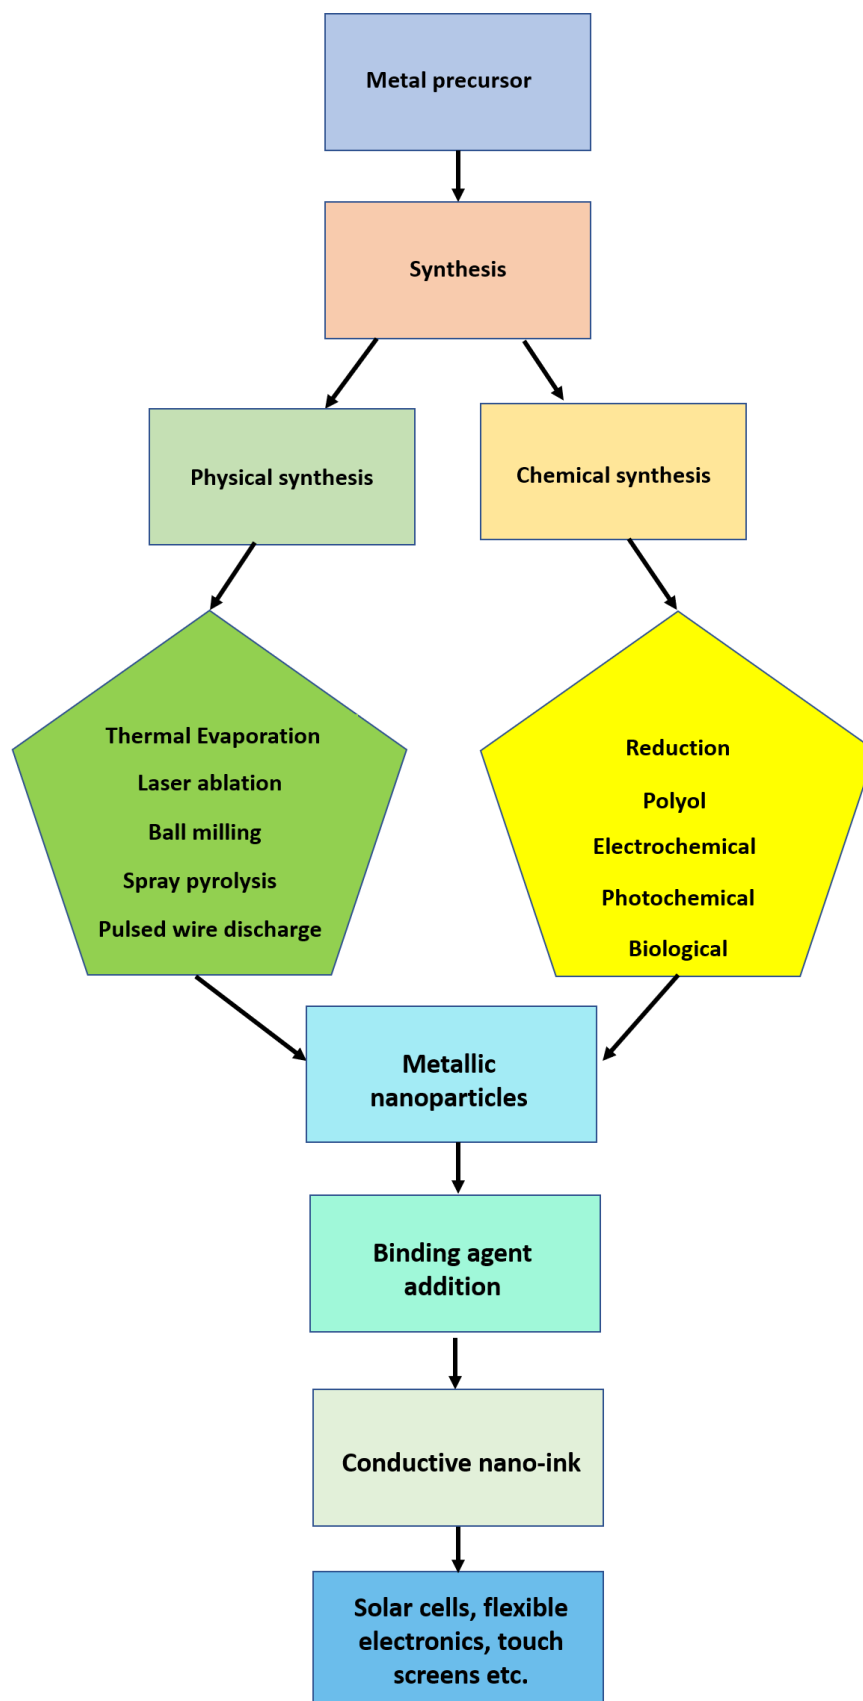 Metal precursor
Synthesis
Physical synthesis
Chemical synthesis
Thermal Evaporation
Laser ablation
Ball milling
Spray pyrolysis
Pulsed wire discharge
Reduction
Polyol
Electrochemical
Photochemical
Biological
Metallic
nanoparticles
Binding agent
addition
Conductive nano-ink
Solar cells, flexible
electronics, touch
screens etc.